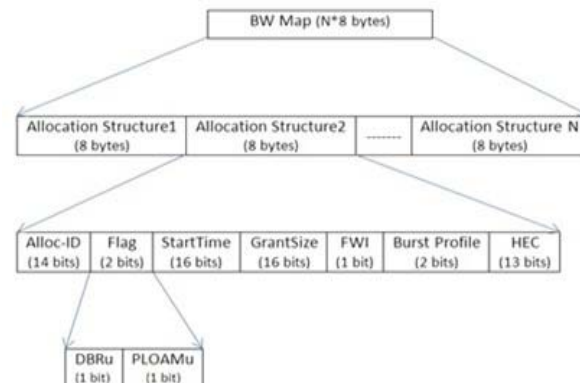 BW Map (N*8 bytes)
Allocation Structure1 Allocation Structure2 ------- Allocation Structure N
(8 bytes) (8 bytes) (8 bytes)
Alloc-ID Flag StartTime GrantSize FWI Burst Profile HEC
(14 bits) (2 bits) (16 bits) (16 bits) (1 bit) (2 bits) (13 bits)
DBRu PLOAMu
(1 bit) (1 bit)